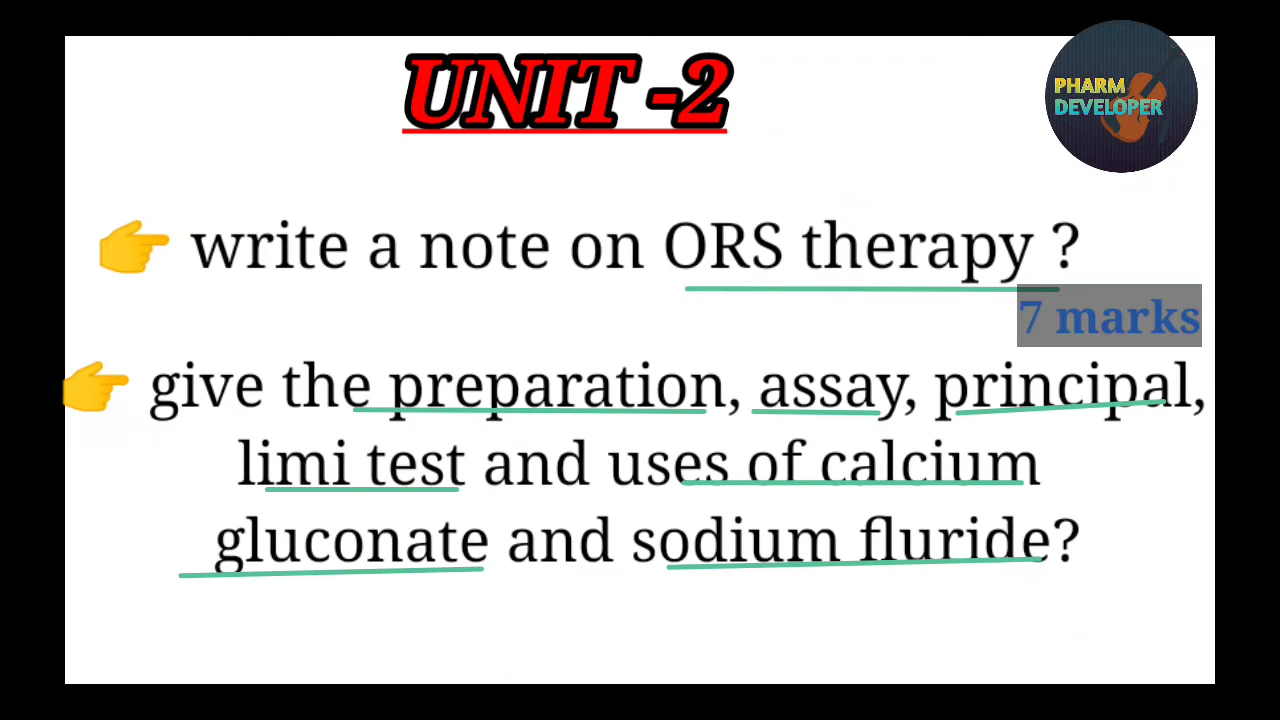 UNIT -2
PHARM
DEVELOPER
👉 write a note on ORS therapy ?
7 marks
👉 give the preparation, assay, principal,
limi test and uses of calcium
gluconate and sodium fluride?